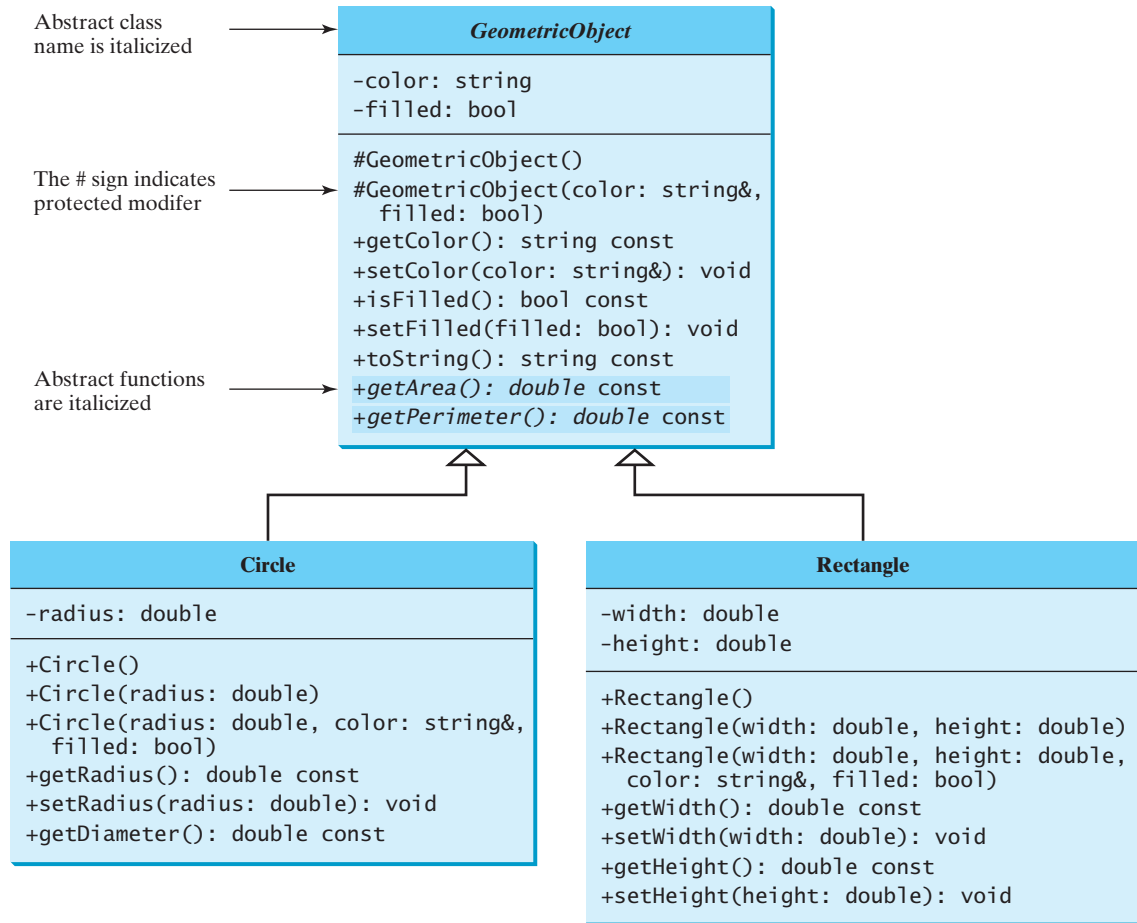 Abstract class
name is italicized
GeometricObject
-color: string
-filled: bool
The # sign indicates
protected modifer
#GeometricObject()
#GeometricObject(color: string&,
filled: bool)
+getColor(): string const
+setColor(color: string&): void
+isFilled(): bool const
+setFilled(filled: bool): void
+toString(): string const
Abstract functions
are italicized
+getArea(): double const
+getPerimeter(): double const
Circle
-radius: double
+Circle()
+Circle(radius: double)
+Circle(radius: double, color: string&,
filled: bool)
+getRadius(): double const
+setRadius(radius: double): void
+getDiameter(): double const
Rectangle
-width: double
-height: double
+Rectangle()
+Rectangle(width: double, height: double)
+Rectangle(width: double, height: double,
color: string&, filled: bool)
+getWidth(): double const
+setWidth(width: double): void
+getHeight(): double const
+setHeight(height: double): void